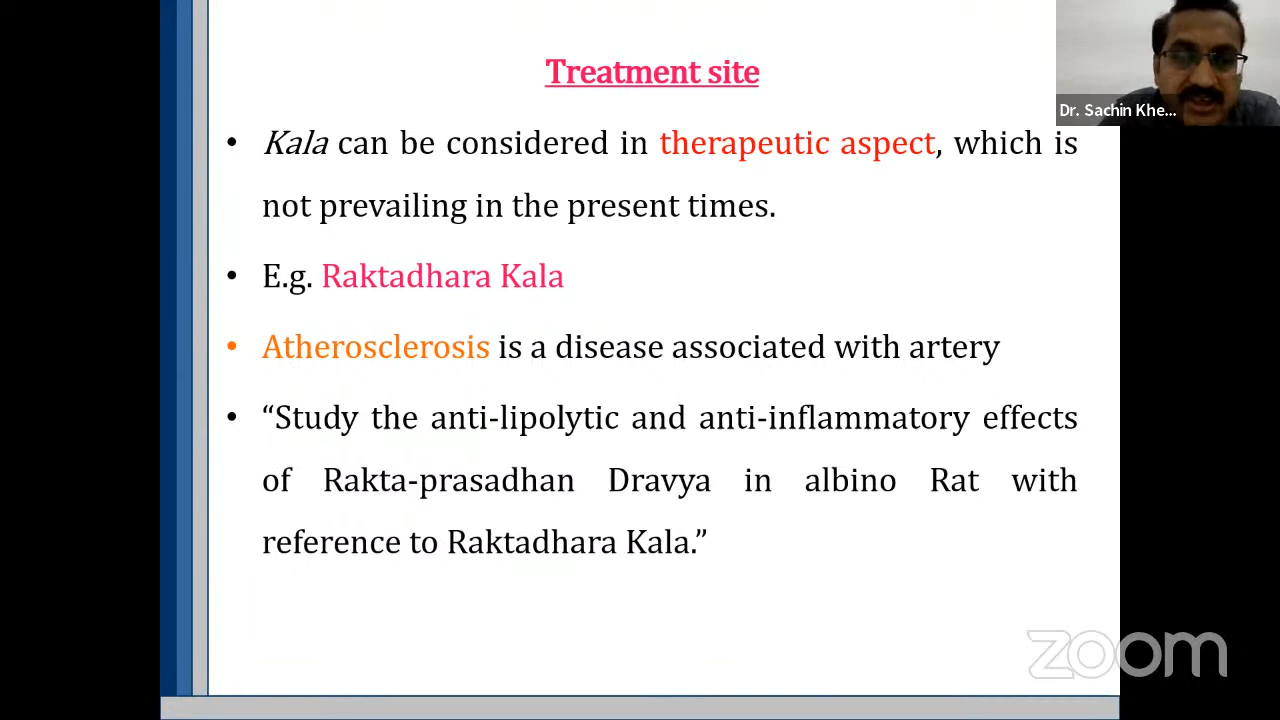 Treatment site
Dr. Sachin Khe...
• Kala can be considered in therapeutic aspect, which is
not prevailing in the present times.
• E.g. Raktadhara Kala
• Atherosclerosis is a disease associated with artery
• “Study the anti-lipolytic and anti-inflammatory effects
of Rakta-prasadhan Dravya in albino Rat with
reference to Raktadhara Kala.”
zoom